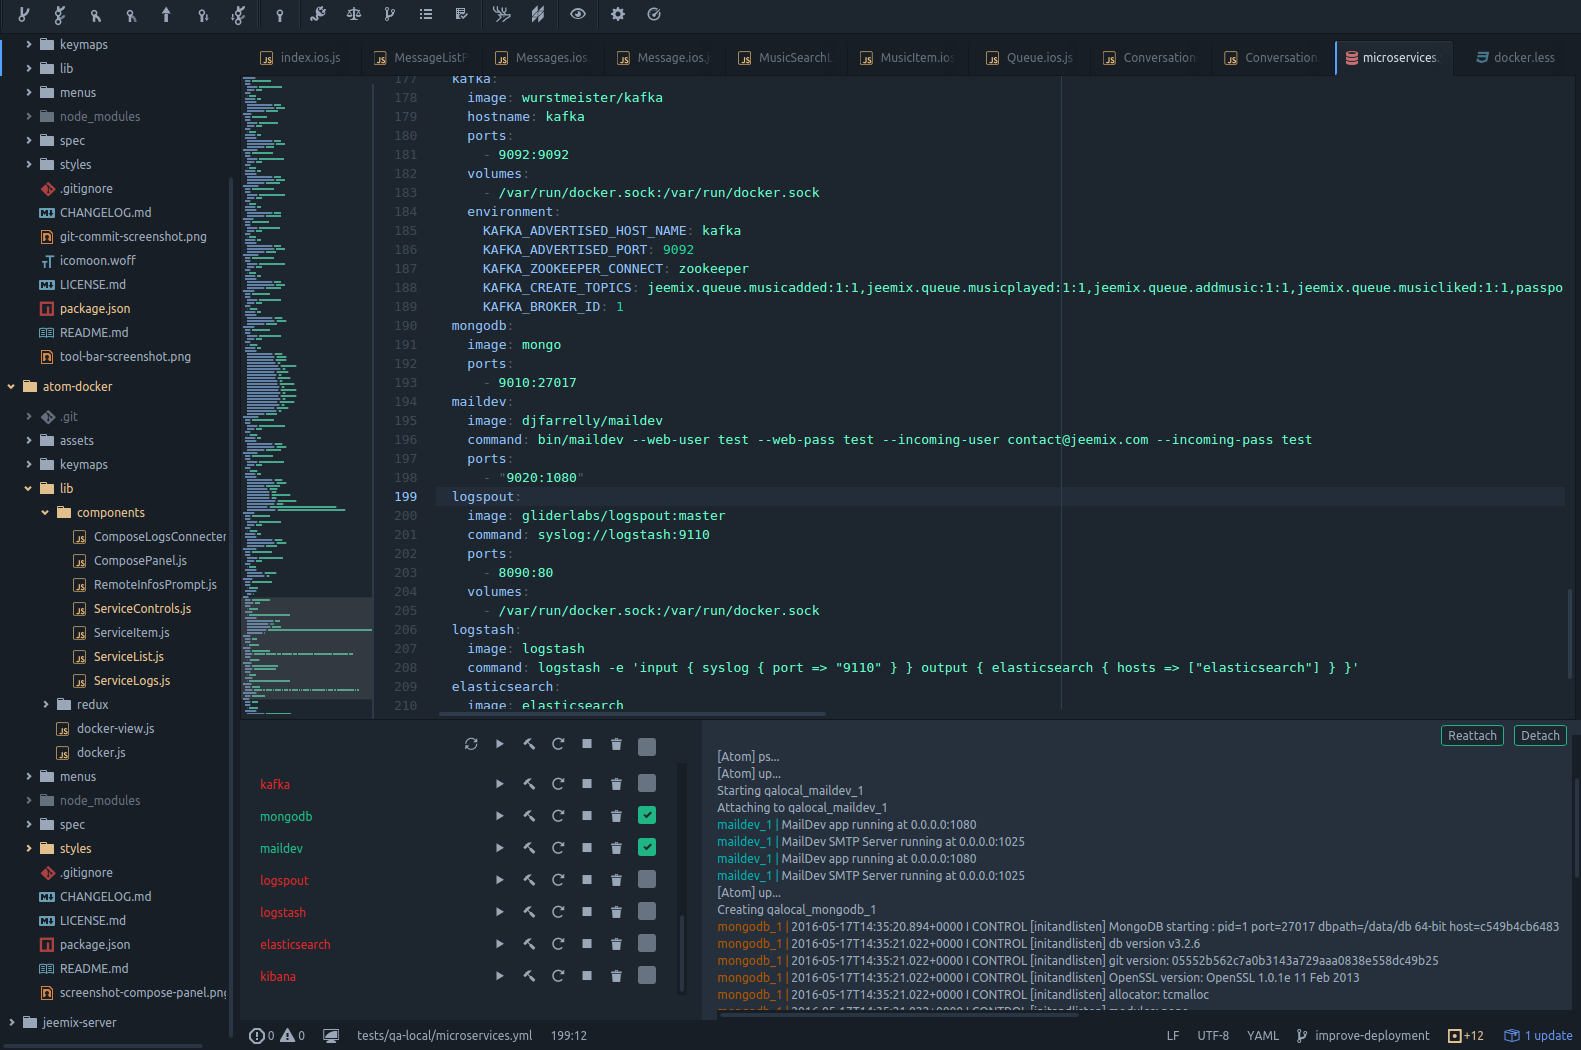 keymaps
lib
menus
node_modules
spec
styles
.gitignore
CHANGELOG.md
git-commit-screenshot.png
icomoon.woff
LICENSE.md
package.json
README.md
tool-bar-screenshot.png
atom-docker
.git
assets
keymaps
lib
components
ComposeLogsConnecter
ComposePanel.js
RemoteInfosPrompt.js
ServiceControls.js
ServiceItem.js
ServiceList.js
ServiceLogs.js
redux
docker-view.js
docker.js
menus
node_modules
spec
styles
.gitignore
CHANGELOG.md
LICENSE.md
package.json
README.md
screenshot-compose-panel.png
jeemix-server
index.ios.js MessageListP Messages.ios. Message.ios.j MusicSearchL MusicItem.ios Queue.ios.js Conversation Conversation microservices. docker.less
177 kafka:
178 image: wurstmeister/kafka
179 hostname: kafka
180 ports:
181 - 9092:9092
182 volumes:
183 - /var/run/docker.sock:/var/run/docker.sock
184 environment:
185 KAFKA_ADVERTISED_HOST_NAME: kafka
186 KAFKA_ADVERTISED_PORT: 9092
187 KAFKA_ZOOKEEPER_CONNECT: zookeeper
188 KAFKA_CREATE_TOPICS: jeemix.queue.musicadded:1:1,jeemix.queue.musicplayed:1:1,jeemix.queue.addmusic:1:1,jeemix.queue.musicliked:1:1,passpo
189 KAFKA_BROKER_ID: 1
190 mongodb:
191 image: mongo
192 ports:
193 - 9010:27017
194 maildev:
195 image: djfarrelly/maildev
196 command: bin/maildev --web-user test --web-pass test --incoming-user contact@jeemix.com --incoming-pass test
197 ports:
198 - "9020:1080"
199 logspout:
200 image: gliderlabs/logspout:master
201 command: syslog://logstash:9110
202 ports:
203 - 8090:80
204 volumes:
205 - /var/run/docker.sock:/var/run/docker.sock
206 logstash:
207 image: logstash
208 command: logstash -e 'input { syslog { port => "9110" } } output { elasticsearch { hosts => ["elasticsearch"] } }'
209 elasticsearch:
210 image: elasticsearch
kafka
mongodb
maildev
logspout
logstash
elasticsearch
kibana
Reattach Detach
[Atom] ps...
[Atom] up...
Starting qalocal_maildev_1
Attaching to qalocal_maildev_1
maildev_1 | MailDev app running at 0.0.0.0:1080
maildev_1 | MailDev SMTP Server running at 0.0.0.0:1025
maildev_1 | MailDev app running at 0.0.0.0:1080
maildev_1 | MailDev SMTP Server running at 0.0.0.0:1025
[Atom] up...
Creating qalocal_mongodb_1
mongodb_1 | 2016-05-17T14:35:20.894+0000 I CONTROL [initandlisten] MongoDB starting : pid=1 port=27017 dbpath=/data/db 64-bit host=c549b4cb6483
mongodb_1 | 2016-05-17T14:35:21.022+0000 I CONTROL [initandlisten] db version v3.2.6
mongodb_1 | 2016-05-17T14:35:21.022+0000 I CONTROL [initandlisten] git version: 05552b562c7a0b3143a729aaa0838e558dc49b25
mongodb_1 | 2016-05-17T14:35:21.022+0000 I CONTROL [initandlisten] OpenSSL version: OpenSSL 1.0.1e 11 Feb 2013
mongodb_1 | 2016-05-17T14:35:21.022+0000 I CONTROL [initandlisten] allocator: tcmalloc
0 0 tests/qa-local/microservices.yml 199:12 LF UTF-8 YAML improve-deployment +12 1 update